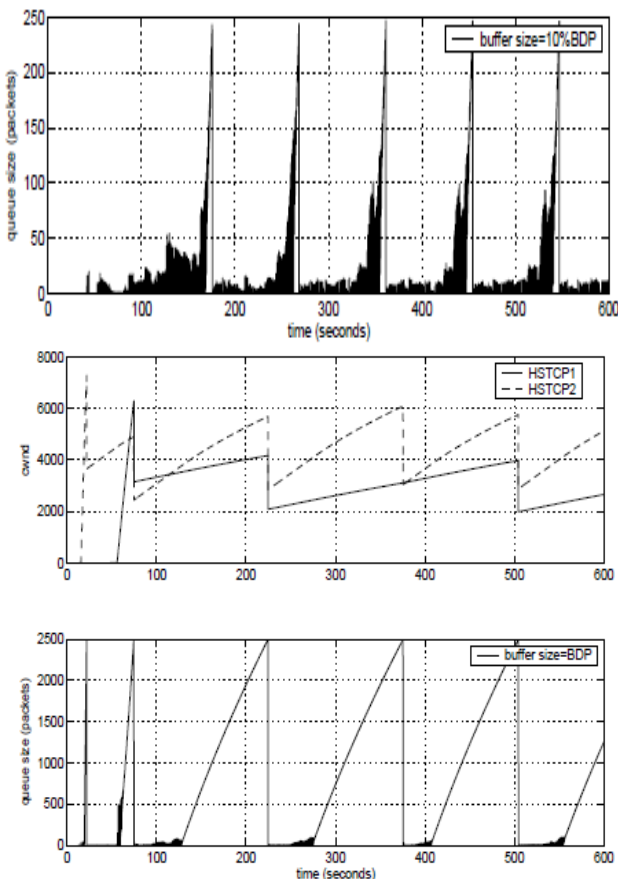 250
200
150
100
50
0
queue size (packets)
buffer size=10%BDP
0 100 200 300 400 500 600
time (seconds)
8000
6000
4000
2000
0
cwnd
HSTCP1
HSTCP2
0 100 200 300 400 500 600
2500
2000
1500
1000
500
0
queue size (packets)
buffer size=BDP
0 100 200 300 400 500 600
time (seconds)